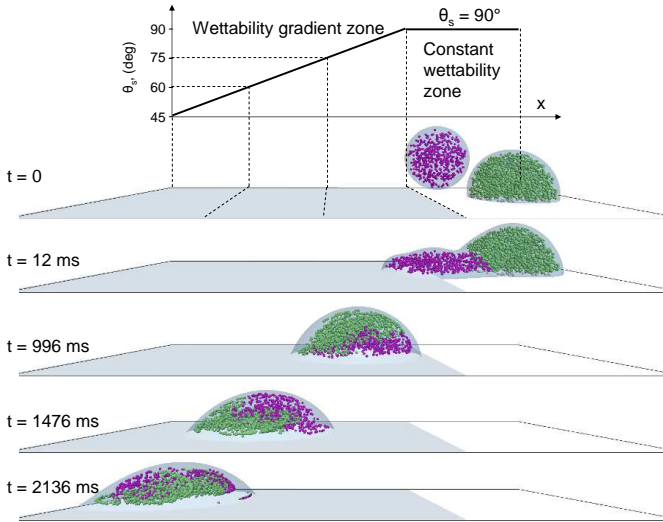 Wettability gradient zone
θs = 90°
Constant
wettability
zone
θs, (deg)
90
75
60
45
x
t = 0
t = 12 ms
t = 996 ms
t = 1476 ms
t = 2136 ms